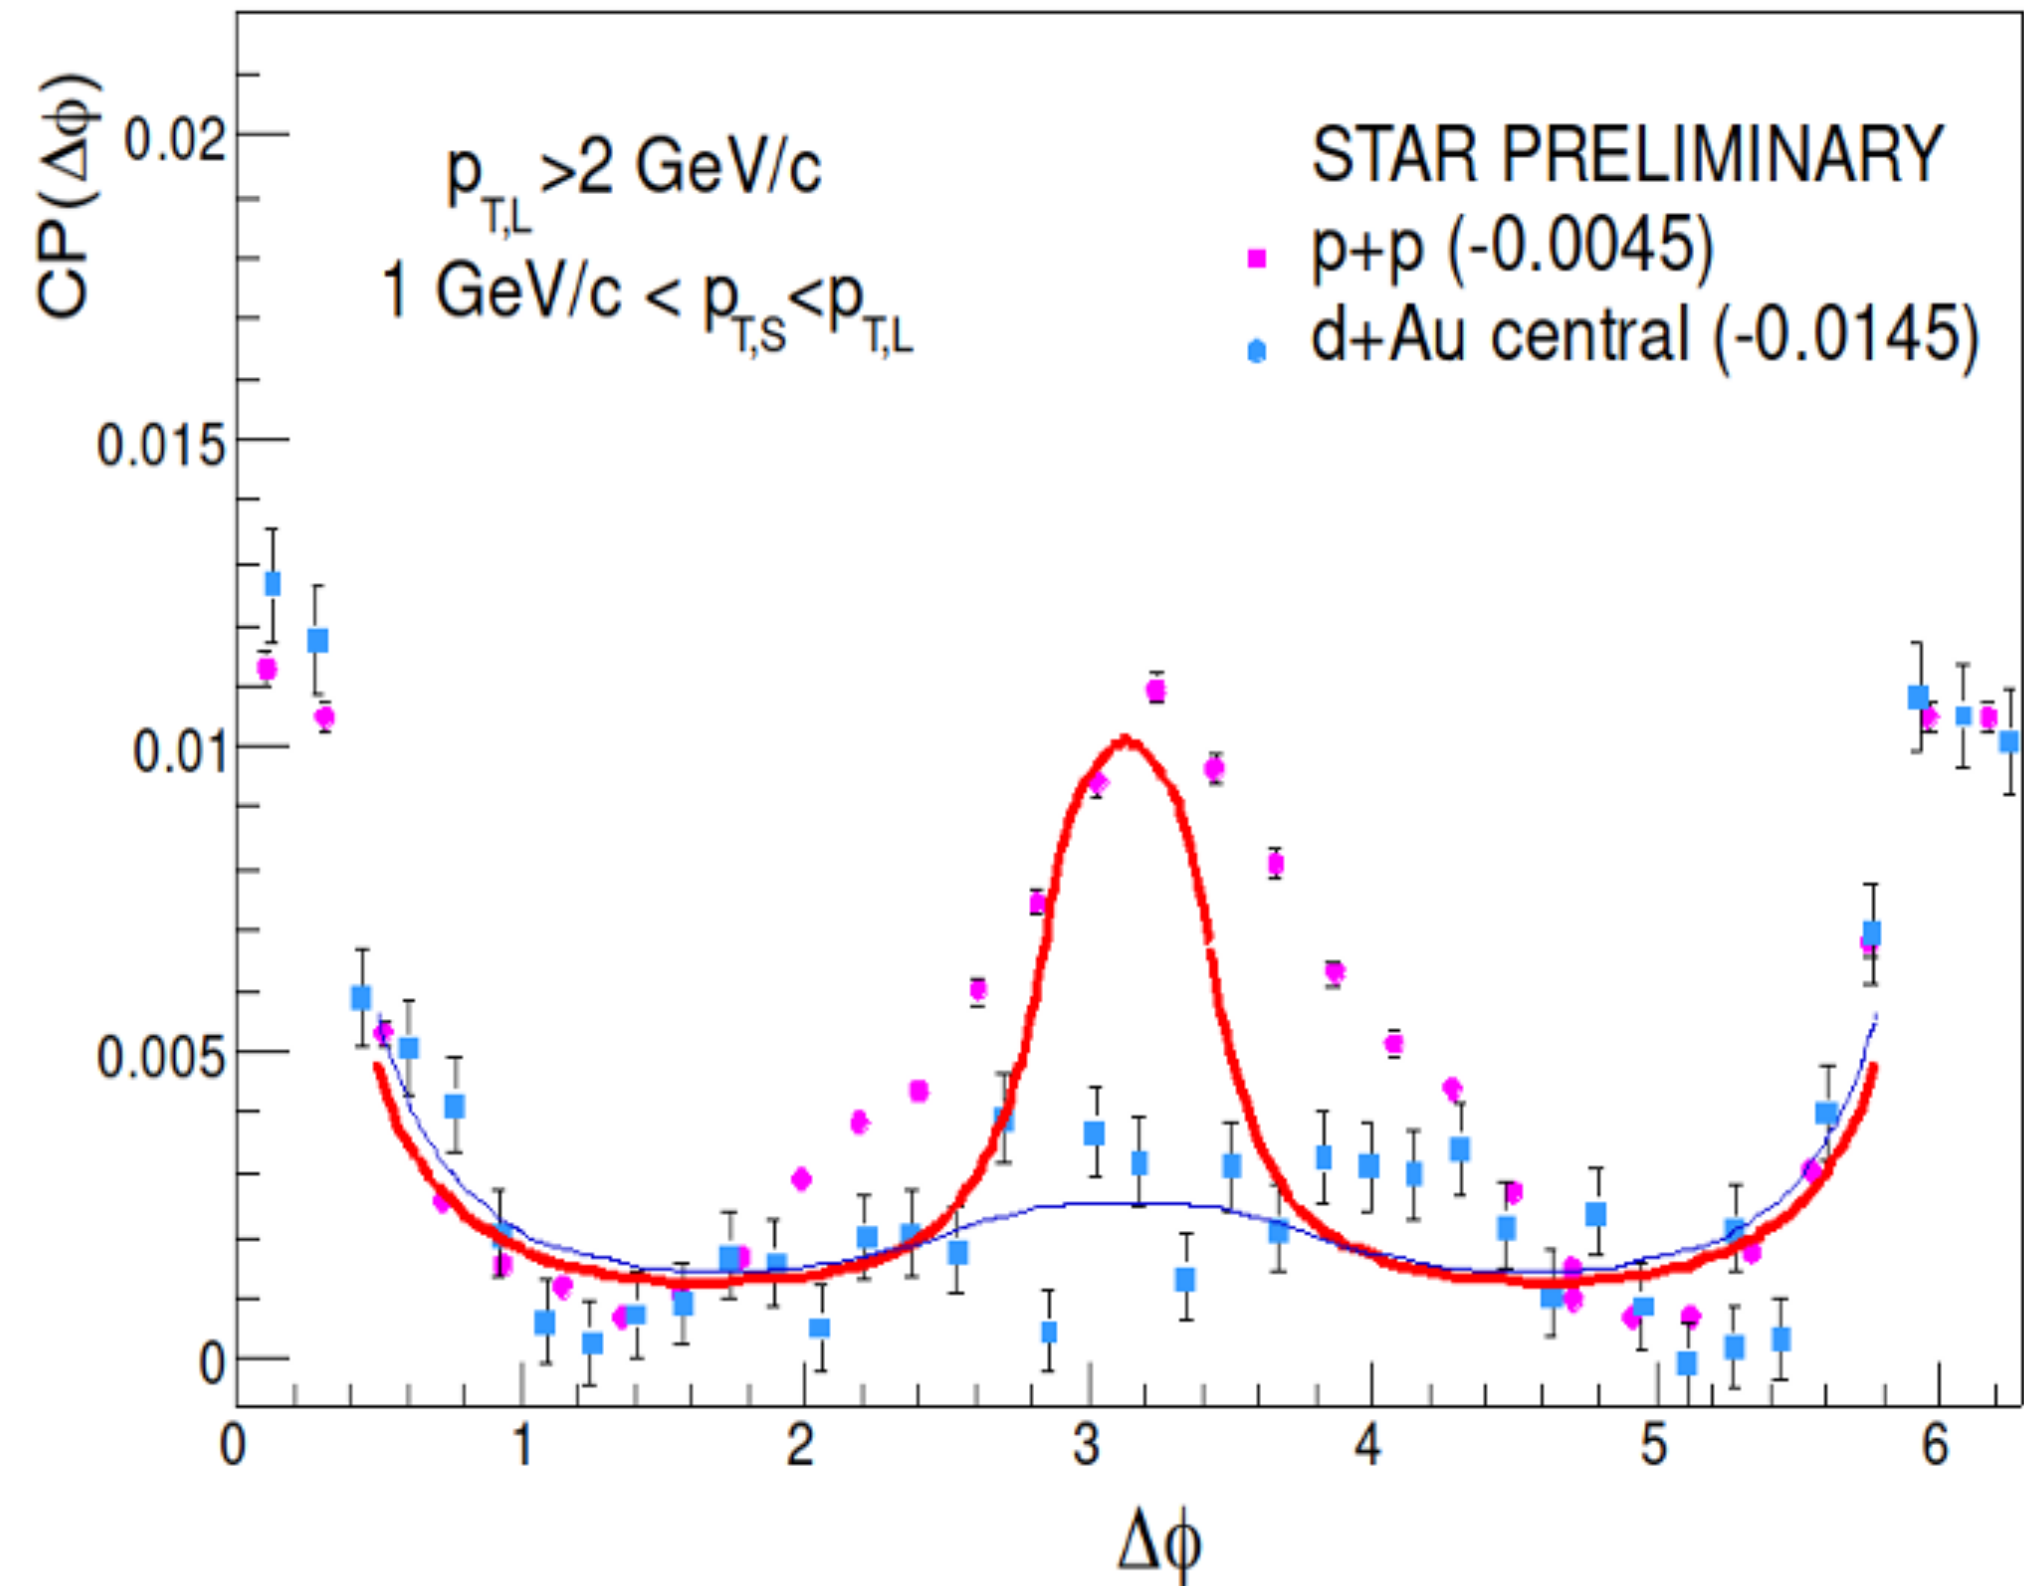 CP(Δϕ)
0.02
0.015
0.01
0.005
0
p_T,L >2 GeV/c
1 GeV/c < p_T,S <p_T,L
STAR PRELIMINARY
p+p (-0.0045)
d+Au central (-0.0145)
0 1 2 3 4 5 6
Δϕ